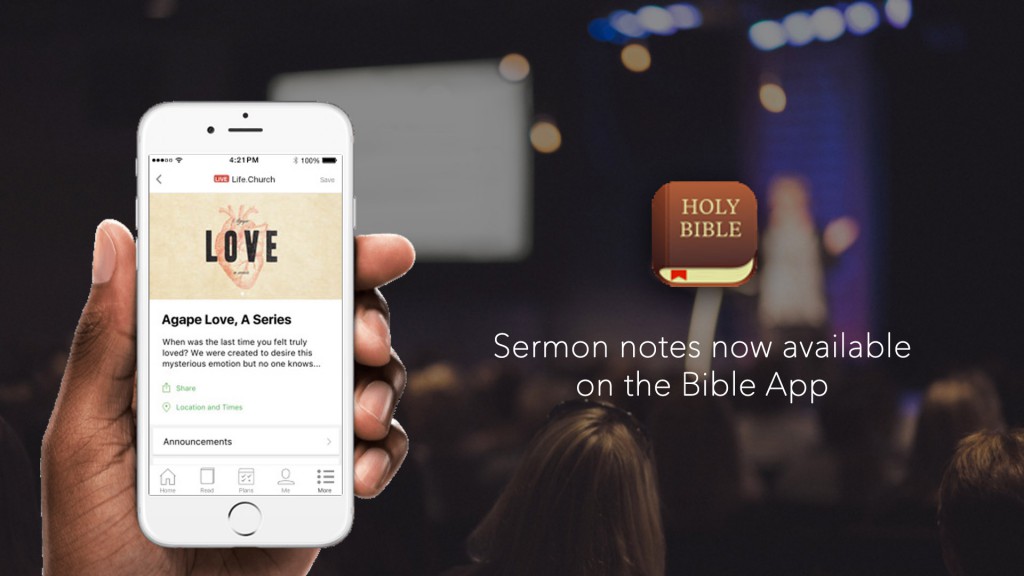 4:21PM
100%
LIVE Life.Church
Save
LOVE
Agape Love, A Series
When was the last time you felt truly
loved? We were created to desire this
mysterious emotion but no one knows...
Share
Location and Times
Announcements
Home Read Plans Me More
HOLY
BIBLE
Sermon notes now available
on the Bible App